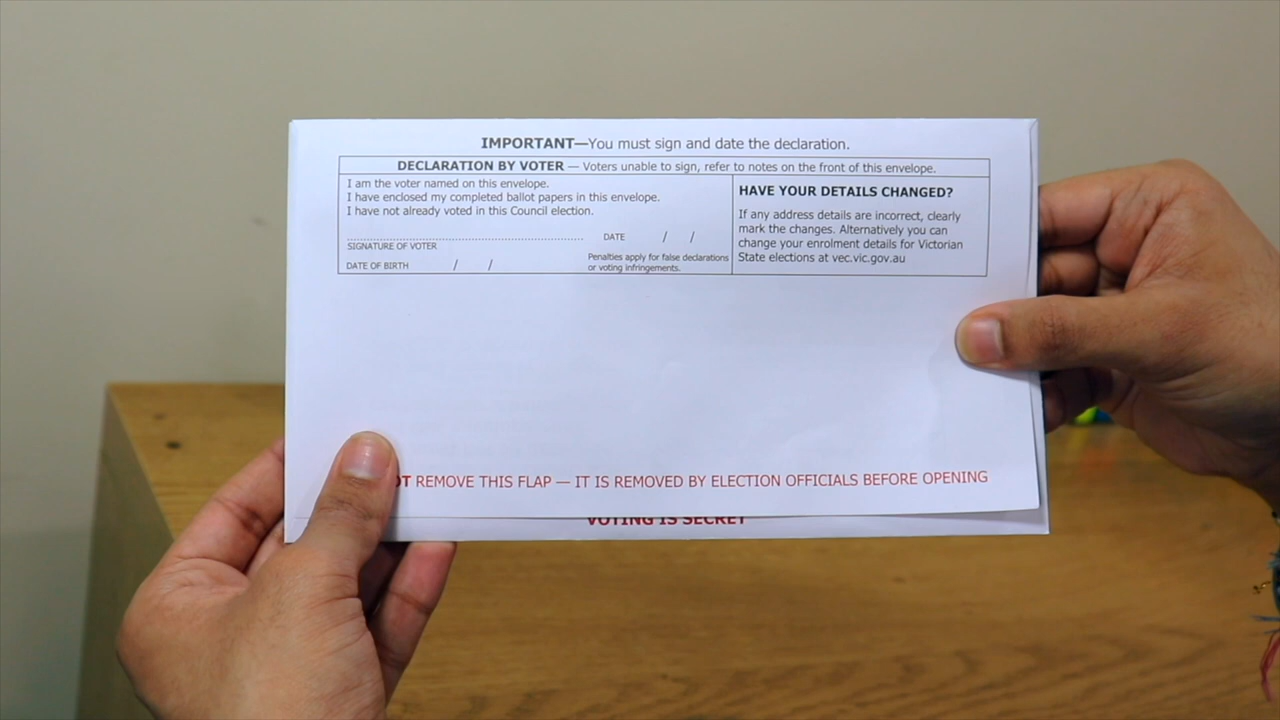 IMPORTANT—You must sign and date the declaration.
DECLARATION BY VOTER — Voters unable to sign, refer to notes on the front of this envelope.
I am the voter named on this envelope.
I have enclosed my completed ballot papers in this envelope.
I have not already voted in this Council election.
SIGNATURE OF VOTER
DATE / /
DATE OF BIRTH / /
Penalties apply for false declarations
or voting infringements.
HAVE YOUR DETAILS CHANGED?
If any address details are incorrect, clearly
mark the changes. Alternatively you can
change your enrolment details for Victorian
State elections at vec.vic.gov.au
REMOVE THIS FLAP — IT IS REMOVED BY ELECTION OFFICIALS BEFORE OPENING
VOTING IS SECRET